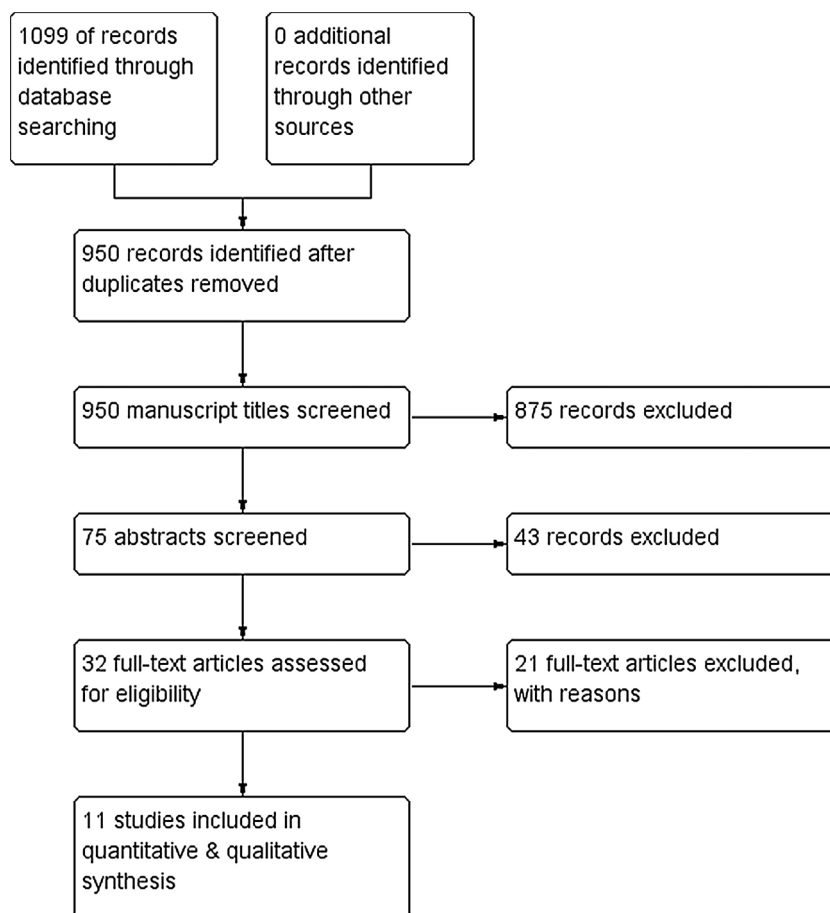 1099 of records
identified through
database
searching
0 additional
records identified
through other
sources
950 records identified after
duplicates removed
950 manuscript titles screened
875 records excluded
75 abstracts screened
43 records excluded
32 full-text articles assessed
for eligibility
21 full-text articles excluded,
with reasons
11 studies included in
quantitative & qualitative
synthesis